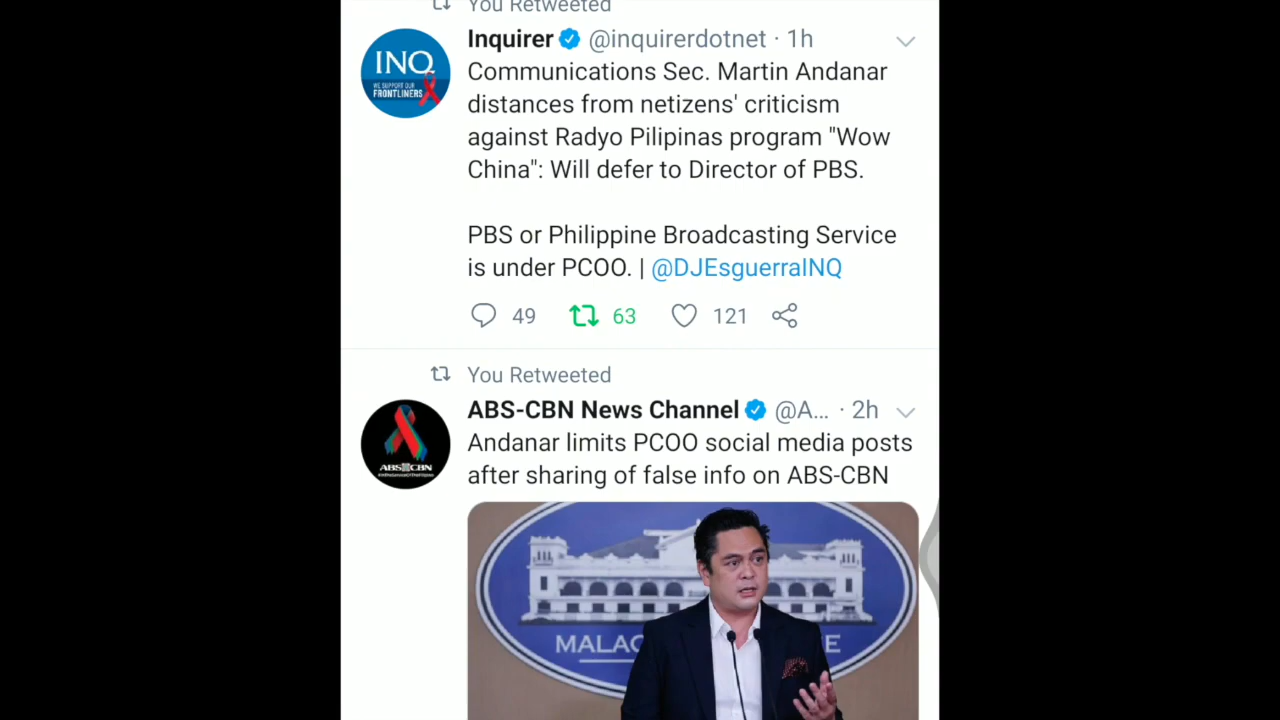 You Retweeted
Inquirer @inquirerdotnet · 1h
INQ
WE SUPPORT OUR
FRONTLINERS
Communications Sec. Martin Andanar
distances from netizens' criticism
against Radyo Pilipinas program "Wow
China": Will defer to Director of PBS.
PBS or Philippine Broadcasting Service
is under PCOO. | @DJEsguerraINQ
49 63 121
You Retweeted
ABS-CBN News Channel @A... · 2h
ABS-CBN
Andanar limits PCOO social media posts
after sharing of false info on ABS-CBN
MALAC E